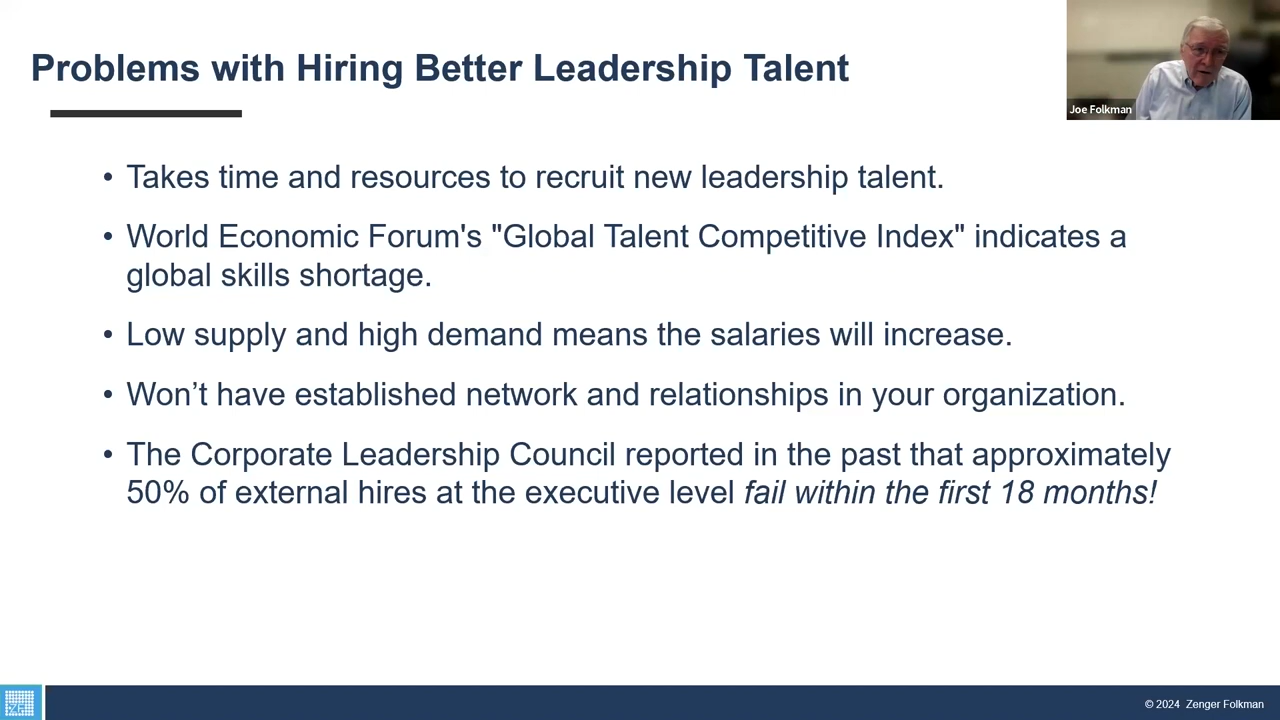 Problems with Hiring Better Leadership Talent
Joe Folkman
• Takes time and resources to recruit new leadership talent.
• World Economic Forum's "Global Talent Competitive Index" indicates a
global skills shortage.
• Low supply and high demand means the salaries will increase.
• Won’t have established network and relationships in your organization.
• The Corporate Leadership Council reported in the past that approximately
50% of external hires at the executive level fail within the first 18 months!
ZF
© 2024 Zenger Folkman